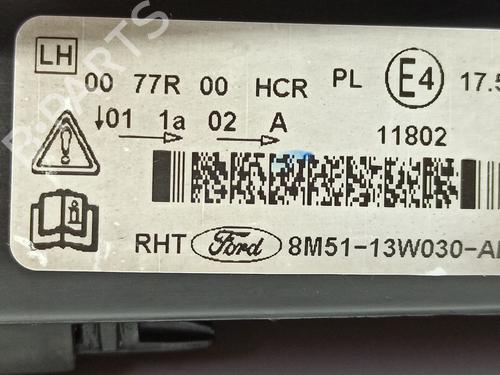 LH
00 77R 00 HCR PL E4 17.5
↓01 1a 02 A
11802
RHT Ford 8M51-13W030-A